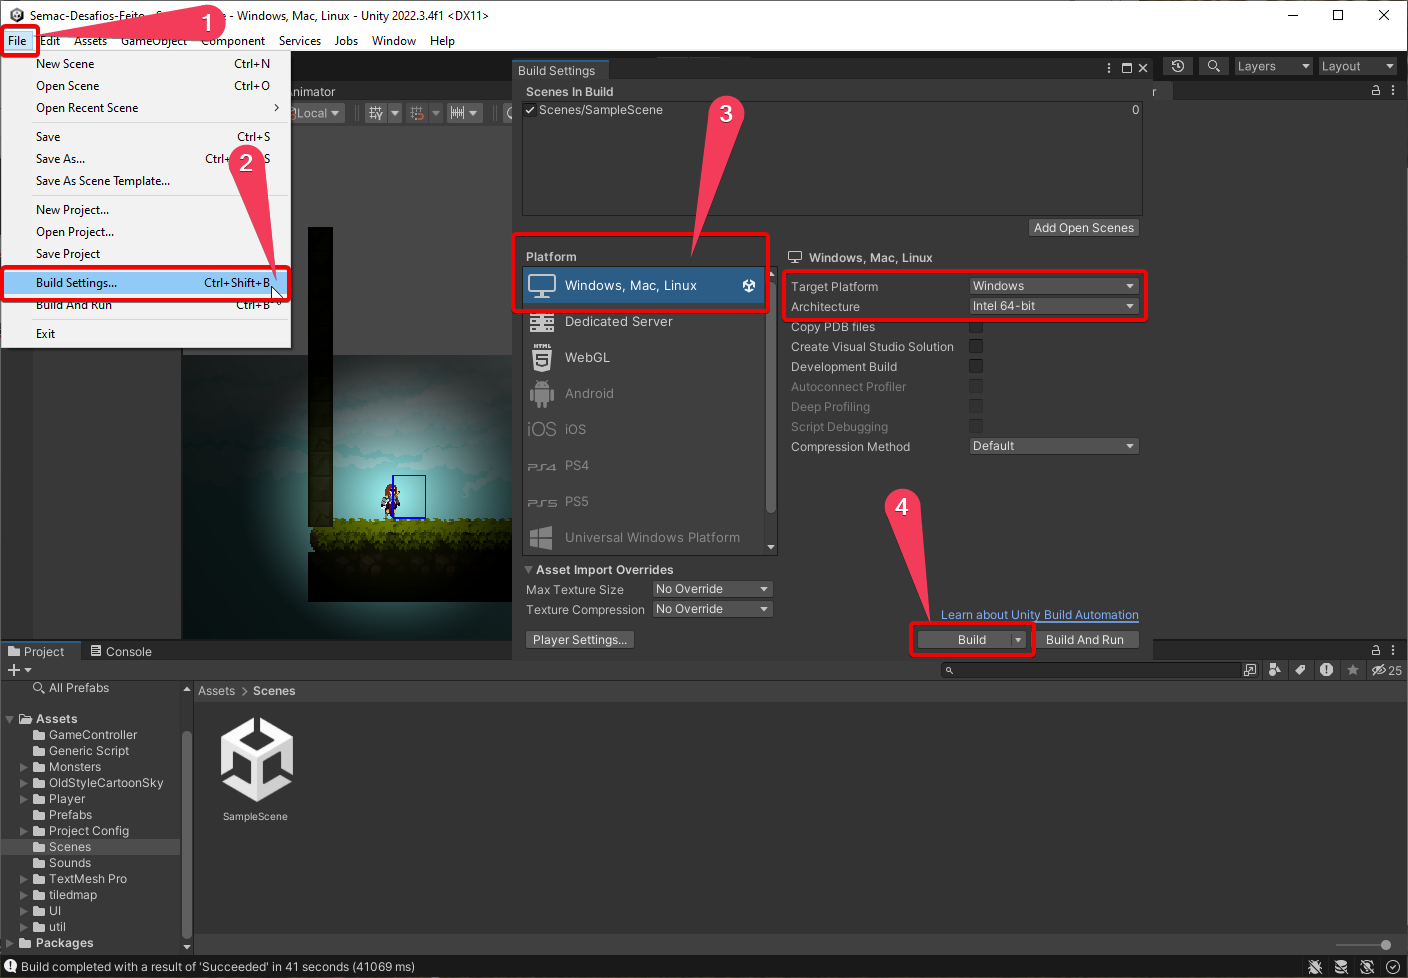 Semac-Desafios-Feito - - Windows, Mac, Linux - Unity 2022.3.4f1 <DX11>
1
File Edit Assets GameObject Component Services Jobs Window Help
New Scene Ctrl+N
Open Scene Ctrl+O
Open Recent Scene
Save Ctrl+S
Save As... Ctrl+ S
2
Save As Scene Template...
New Project...
Open Project...
Save Project
Build Settings... Ctrl+Shift+B
Build And Run Ctrl+B
Exit
Animator
Local
Layers
Layout
Build Settings
Scenes In Build
Scenes/SampleScene 0
3
Add Open Scenes
Platform
Windows, Mac, Linux
Dedicated Server
HTML
5
WebGL
Android
iOS iOS
PS4 PS4
PS5 PS5
Universal Windows Platform
Windows, Mac, Linux
Target Platform Windows
Architecture Intel 64-bit
Copy PDB files
Create Visual Studio Solution
Development Build
Autoconnect Profiler
Deep Profiling
Script Debugging
Compression Method Default
4
Asset Import Overrides
Max Texture Size No Override
Texture Compression No Override
Learn about Unity Build Automation
Player Settings... Build Build And Run
Project Console
25
All Prefabs
Assets
GameController
Generic Script
Monsters
OldStyleCartoonSky
Player
Prefabs
Project Config
Scenes
Sounds
TextMesh Pro
tiledmap
UI
util
Packages
Assets > Scenes
SampleScene
Build completed with a result of 'Succeeded' in 41 seconds (41069 ms)